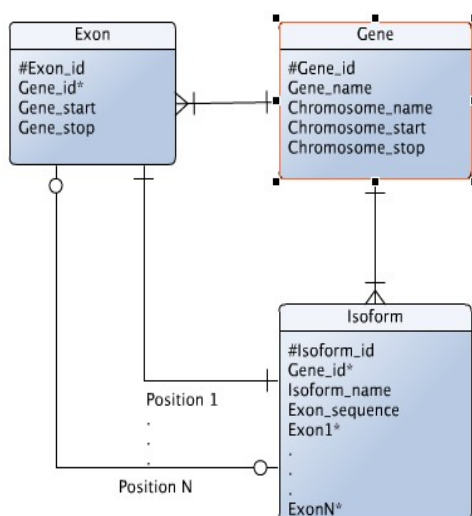 Exon
#Exon_id
Gene_id*
Gene_start
Gene_stop
Gene
#Gene_id
Gene_name
Chromosome_name
Chromosome_start
Chromosome_stop
Isoform
#Isoform_id
Gene_id*
Isoform_name
Exon_sequence
Exon1*
.
.
.
ExonN*
Position 1
.
.
.
Position N